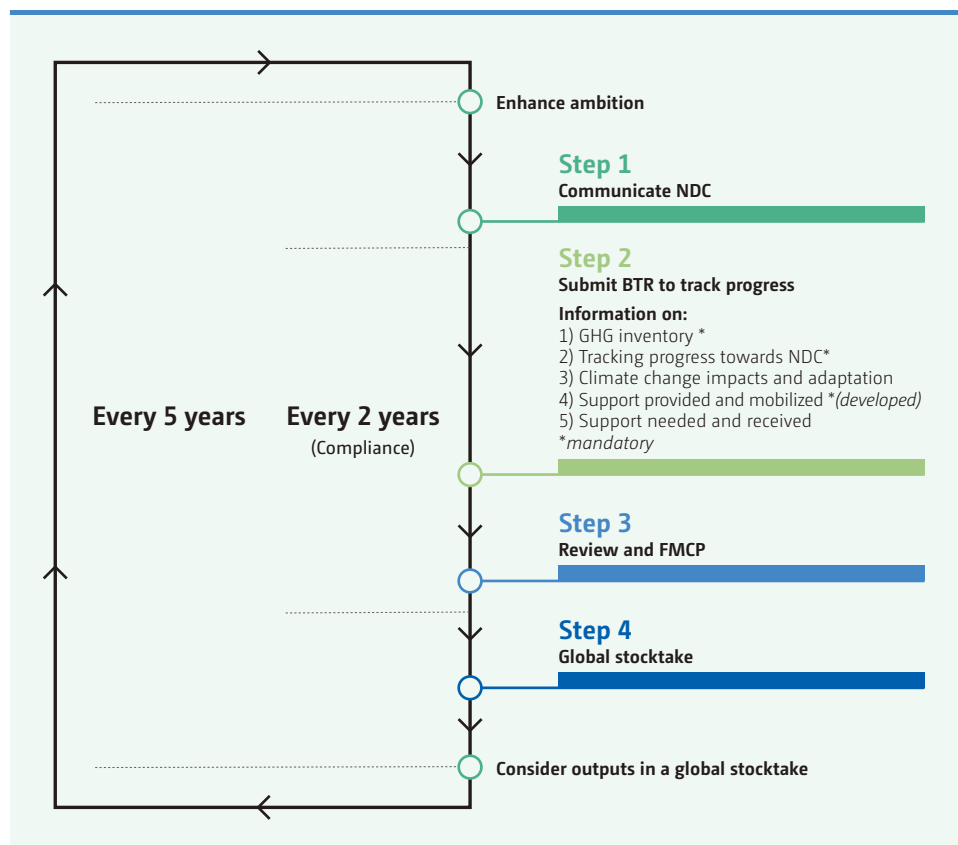 Enhance ambition
Step 1
Communicate NDC
Step 2
Submit BTR to track progress
Information on:
1) GHG inventory *
2) Tracking progress towards NDC*
3) Climate change impacts and adaptation
4) Support provided and mobilized *(developed)
5) Support needed and received
*mandatory
Every 5 years
Every 2 years
(Compliance)
Step 3
Review and FMCP
Step 4
Global stocktake
Consider outputs in a global stocktake